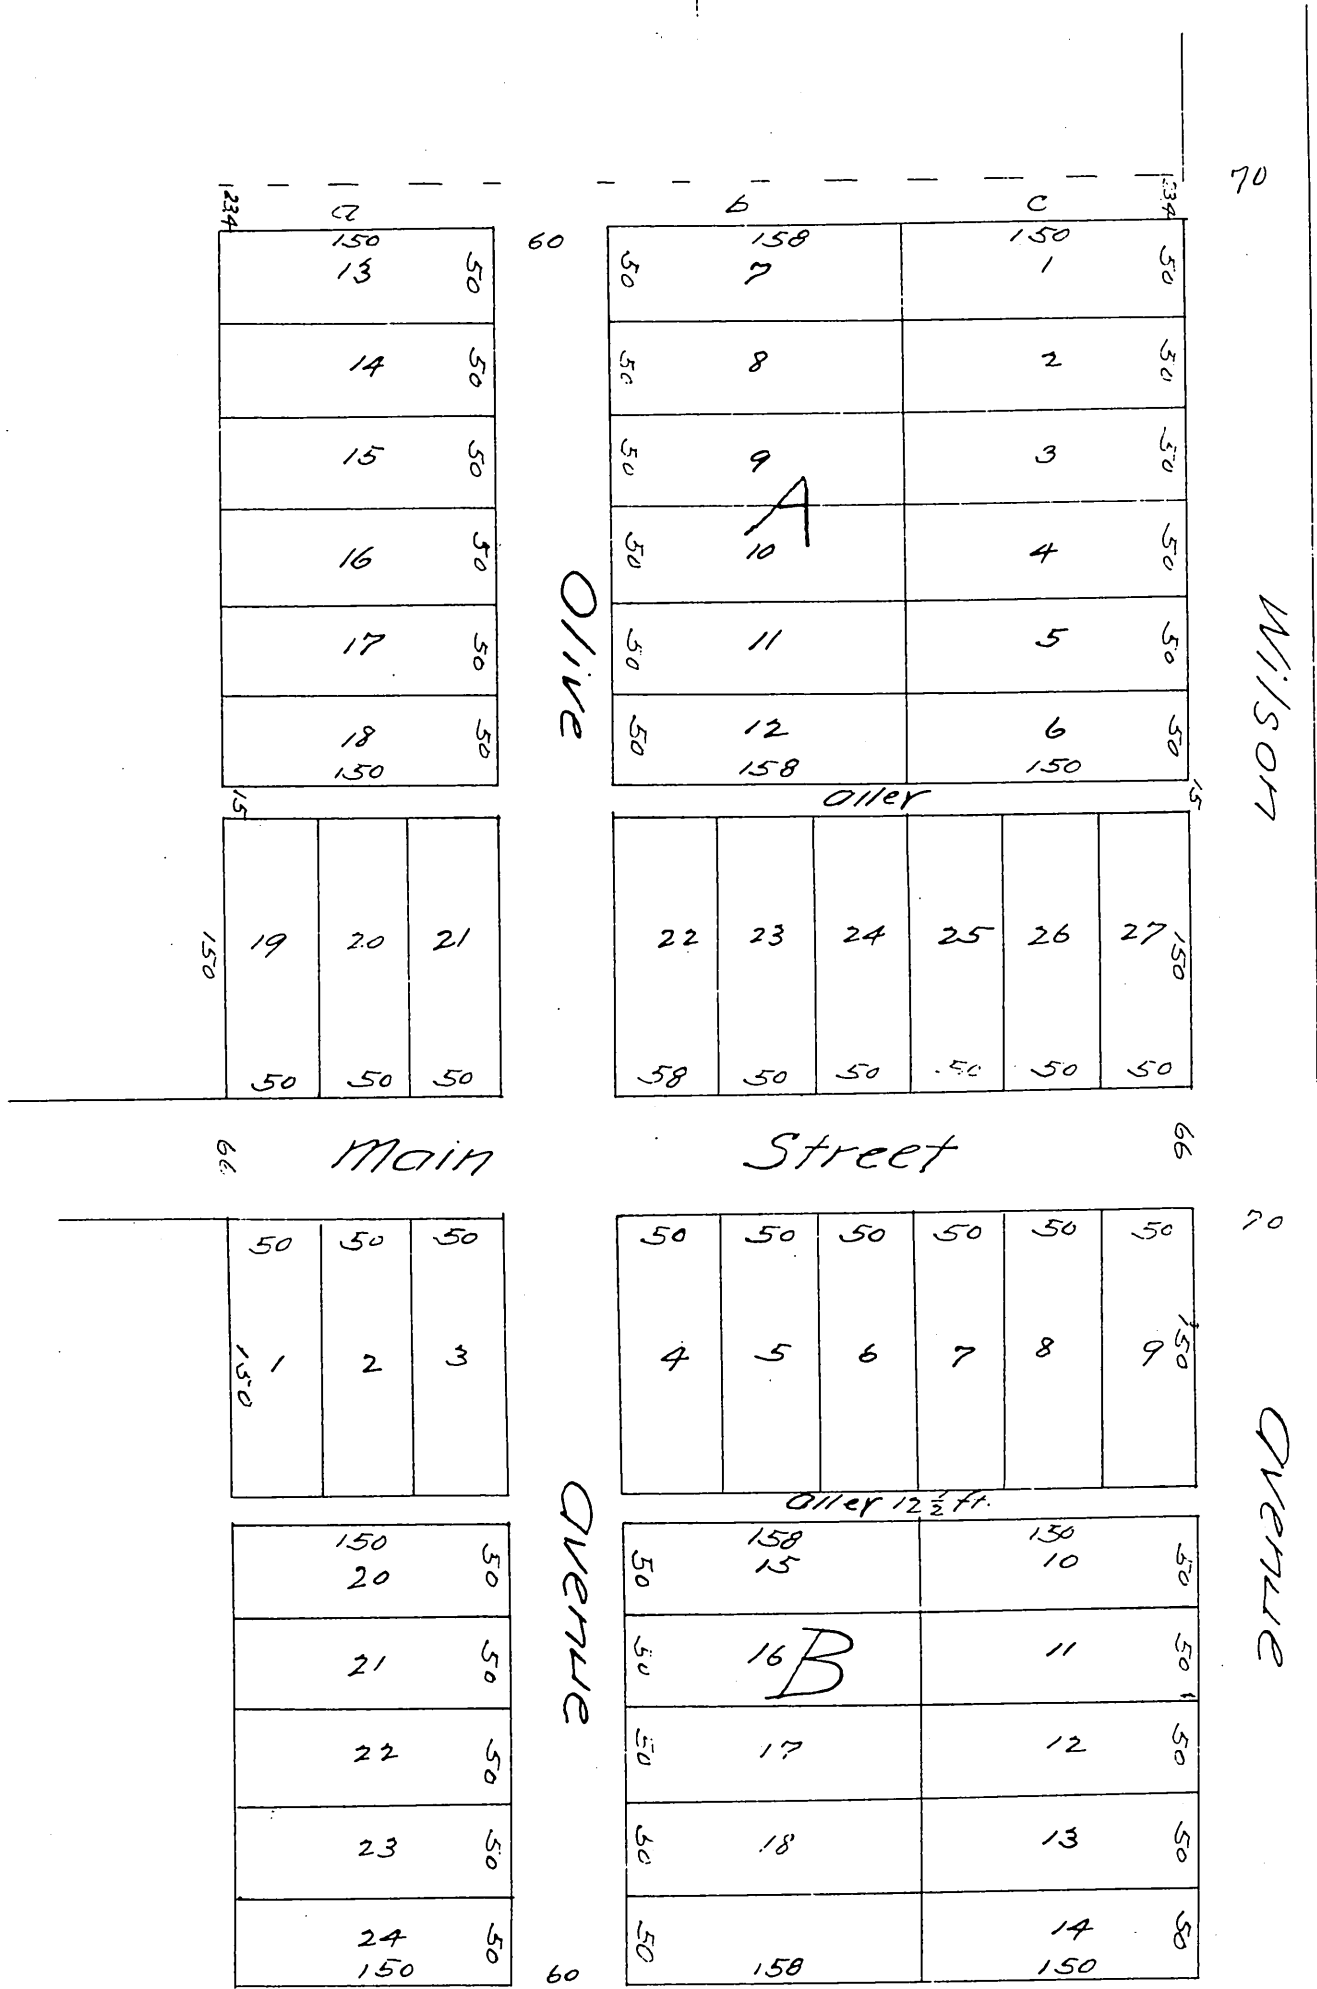 70
234 a b c 234
150 60 158 150
13 50 50 7 1 50
14 50 50 8 2 50
15 50 50 9 3 50
A
16 50 50 10 4 50
17 50 50 11 5 50
18 50 50 12 6 50
150 158 150
Olive
Wilson
15 aller 15
150 19 20 21 22 23 24 25 26 27 150
50 50 50 58 50 50 50 50 50
66 Main Street 66
50 50 50 50 50 50 50 50 50 70
150 1 2 3 4 5 6 7 8 9 150
aller 12 ½ ft.
Avenue
Avenue
150 158 150
20 50 50 15 10 50
21 50 50 16 B 11 50
22 50 50 17 12 50
23 50 50 18 13 50
24 50 50 14 50
150 60 158 150